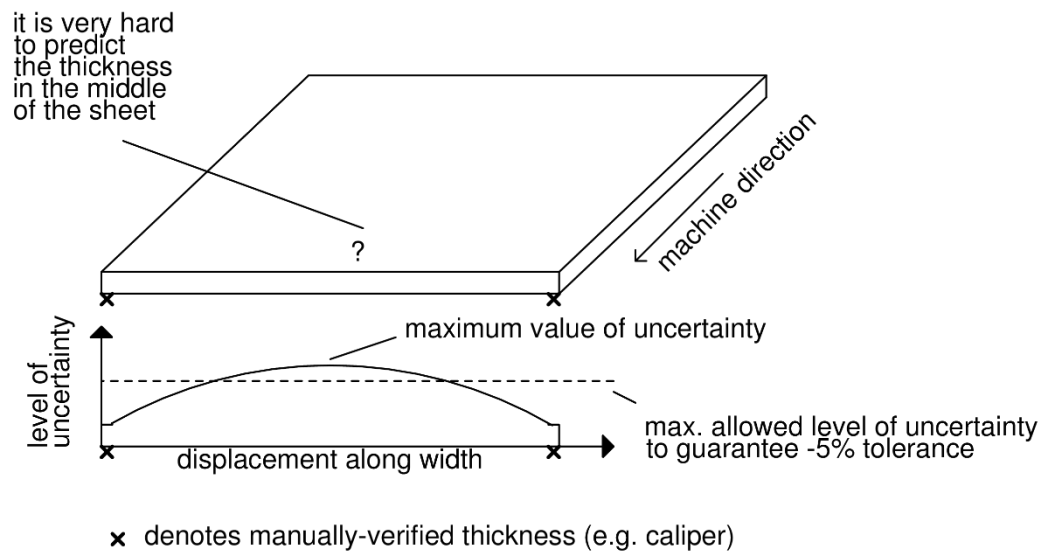 it is very hard
to predict
the thickness
in the middle
of the sheet
machine direction
?
maximum value of uncertainty
level of
uncertainty
max. allowed level of uncertainty
to guarantee -5% tolerance
displacement along width
× denotes manually-verified thickness (e.g. caliper)